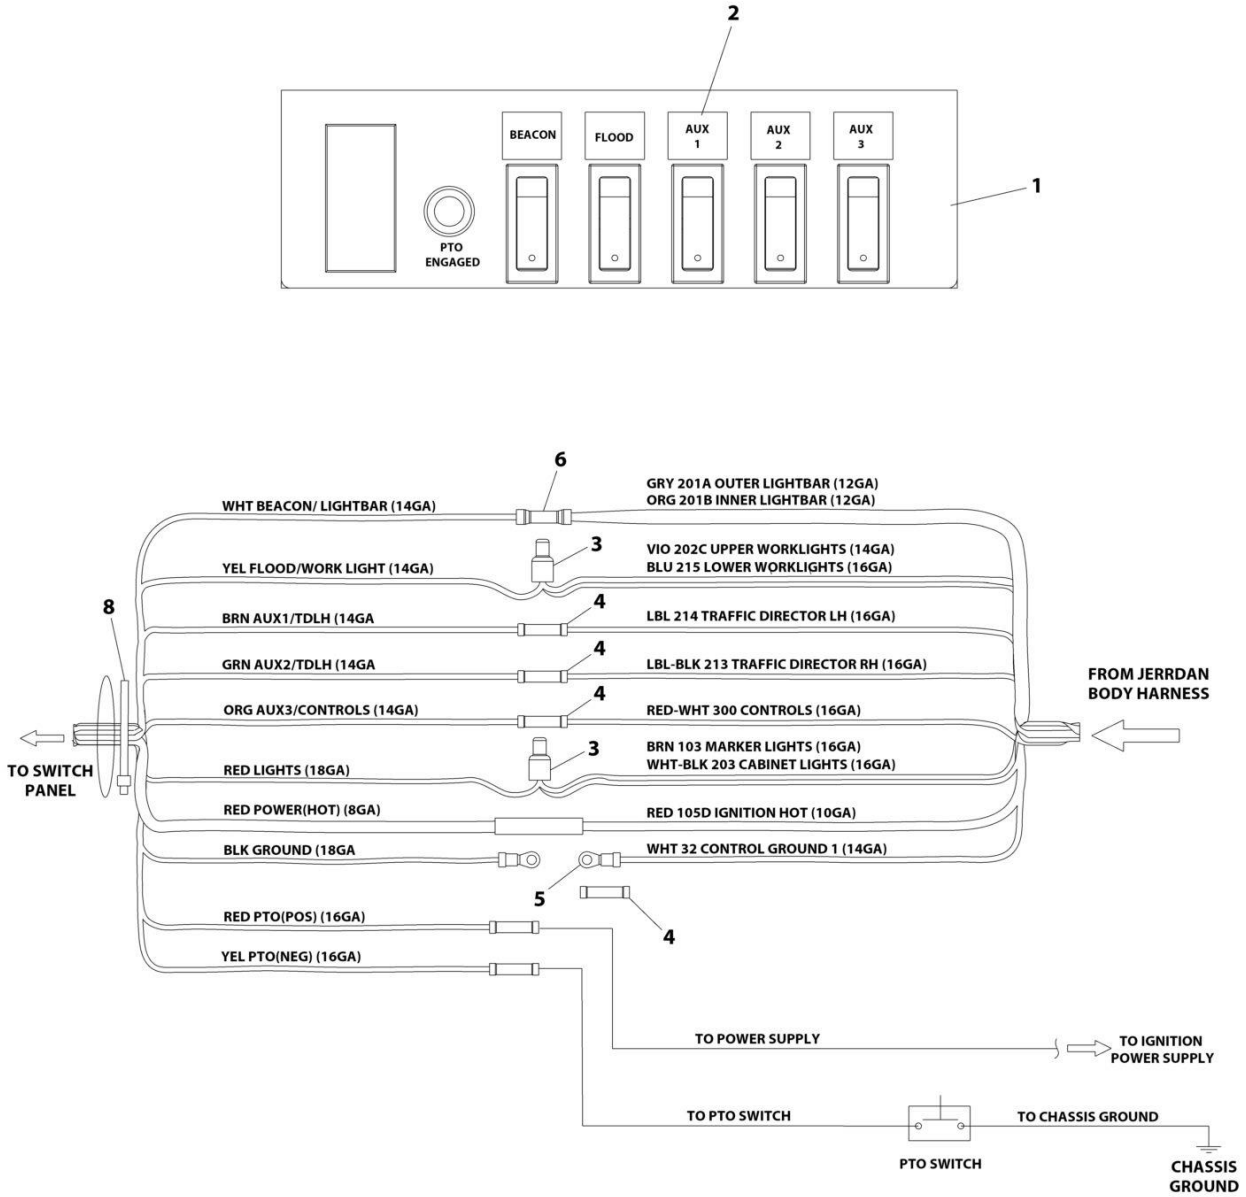 2
BEACON
FLOOD
AUX
1
AUX
2
AUX
3
1
PTO
ENGAGED
6
GRY 201A OUTER LIGHTBAR (12GA)
ORG 201B INNER LIGHTBAR (12GA)
WHT BEACON/ LIGHTBAR (14GA)
3
VIO 202C UPPER WORKLIGHTS (14GA)
BLU 215 LOWER WORKLIGHTS (16GA)
YEL FLOOD/WORK LIGHT (14GA)
8
BRN AUX1/TDLH (14GA
4
LBL 214 TRAFFIC DIRECTOR LH (16GA)
GRN AUX2/TDLH (14GA
4
LBL-BLK 213 TRAFFIC DIRECTOR RH (16GA)
FROM JERRDAN
BODY HARNESS
ORG AUX3/CONTROLS (14GA)
4
RED-WHT 300 CONTROLS (16GA)
TO SWITCH
PANEL
RED LIGHTS (18GA)
3
BRN 103 MARKER LIGHTS (16GA)
WHT-BLK 203 CABINET LIGHTS (16GA)
RED POWER(HOT) (8GA)
RED 105D IGNITION HOT (10GA)
BLK GROUND (18GA
WHT 32 CONTROL GROUND 1 (14GA)
5
4
RED PTO(POS) (16GA)
YEL PTO(NEG) (16GA)
TO POWER SUPPLY
TO IGNITION
POWER SUPPLY
TO PTO SWITCH
TO CHASSIS GROUND
PTO SWITCH
CHASSIS
GROUND